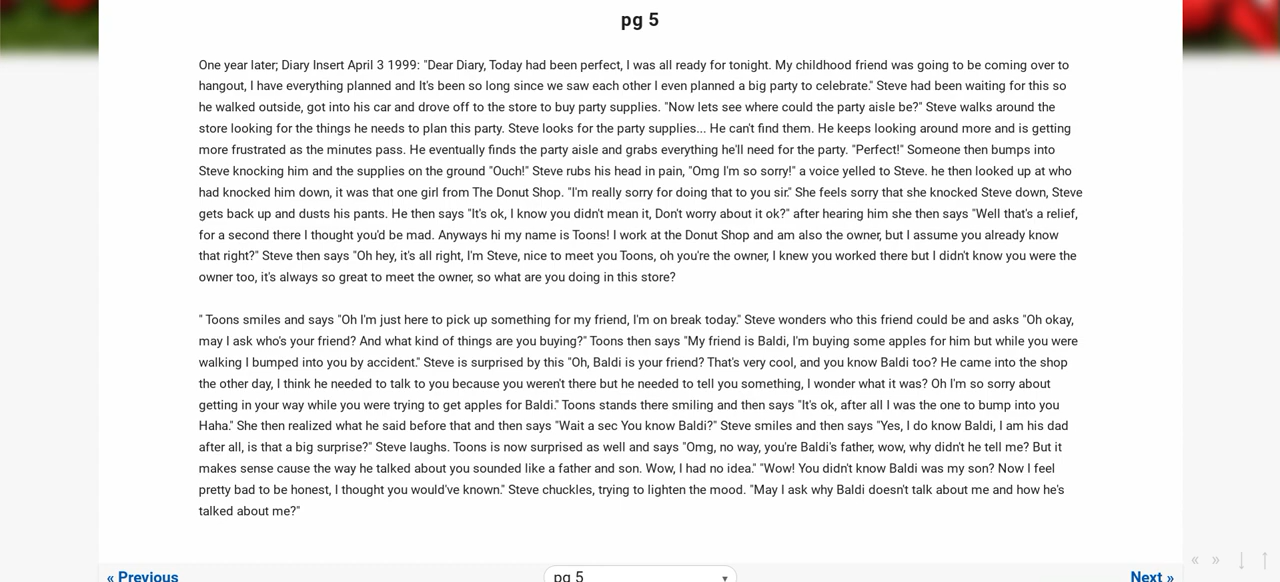 pg 5
One year later; Diary Insert April 3 1999: "Dear Diary, Today had been perfect, I was all ready for tonight. My childhood friend was going to be coming over to
hangout, I have everything planned and It's been so long since we saw each other I even planned a big party to celebrate." Steve had been waiting for this so
he walked outside, got into his car and drove off to the store to buy party supplies. "Now lets see where could the party aisle be?" Steve walks around the
store looking for the things he needs to plan this party. Steve looks for the party supplies... He can't find them. He keeps looking around more and is getting
more frustrated as the minutes pass. He eventually finds the party aisle and grabs everything he'll need for the party. "Perfect!" Someone then bumps into
Steve knocking him and the supplies on the ground "Ouch!" Steve rubs his head in pain, "Omg I'm so sorry!" a voice yelled to Steve. he then looked up at who
had knocked him down, it was that one girl from The Donut Shop. "I'm really sorry for doing that to you sir." She feels sorry that she knocked Steve down, Steve
gets back up and dusts his pants. He then says "It's ok, I know you didn't mean it, Don't worry about it ok?" after hearing him she then says "Well that's a relief,
for a second there I thought you'd be mad. Anyways hi my name is Toons! I work at the Donut Shop and am also the owner, but I assume you already know
that right?" Steve then says "Oh hey, it's all right, I'm Steve, nice to meet you Toons, oh you're the owner, I knew you worked there but I didn't know you were the
owner too, it's always so great to meet the owner, so what are you doing in this store?
" Toons smiles and says "Oh I'm just here to pick up something for my friend, I'm on break today." Steve wonders who this friend could be and asks "Oh okay,
may I ask who's your friend? And what kind of things are you buying?" Toons then says "My friend is Baldi, I'm buying some apples for him but while you were
walking I bumped into you by accident." Steve is surprised by this "Oh, Baldi is your friend? That's very cool, and you know Baldi too? He came into the shop
the other day, I think he needed to talk to you because you weren't there but he needed to tell you something, I wonder what it was? Oh I'm so sorry about
getting in your way while you were trying to get apples for Baldi." Toons stands there smiling and then says "It's ok, after all I was the one to bump into you
Haha." She then realized what he said before that and then says "Wait a sec You know Baldi?" Steve smiles and then says "Yes, I do know Baldi, I am his dad
after all, is that a big surprise?" Steve laughs. Toons is now surprised as well and says "Omg, no way, you're Baldi's father, wow, why didn't he tell me? But it
makes sense cause the way he talked about you sounded like a father and son. Wow, I had no idea." "Wow! You didn't know Baldi was my son? Now I feel
pretty bad to be honest, I thought you would've known." Steve chuckles, trying to lighten the mood. "May I ask why Baldi doesn't talk about me and how he's
talked about me?"
« Previous
pg 5
Next »